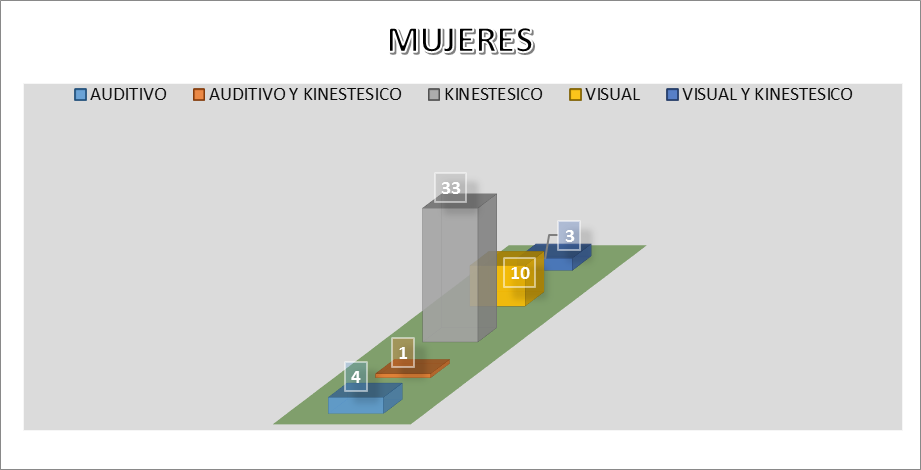 MUJERES
AUDITIVO AUDITIVO Y KINESTESICO KINESTESICO VISUAL VISUAL Y KINESTESICO
33
3
10
1
4